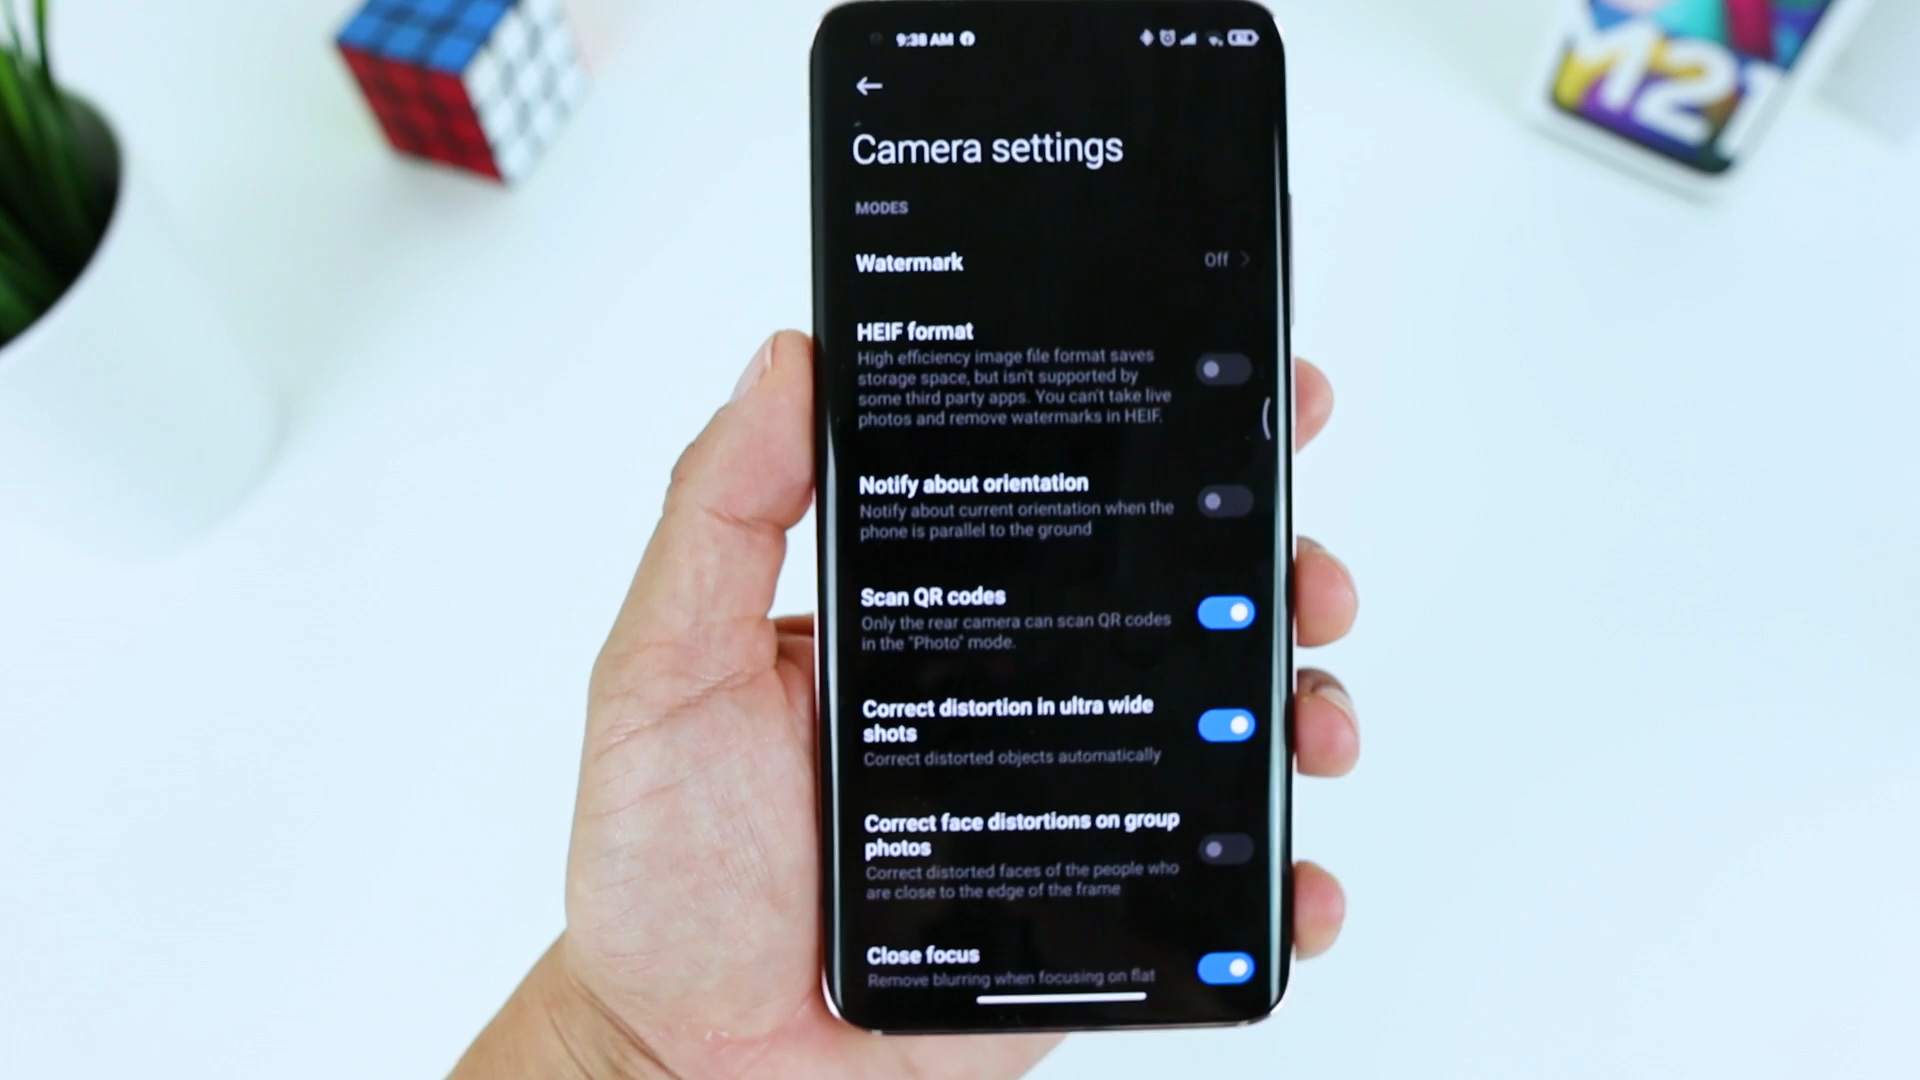 9:38 AM
Camera settings
MODES
Watermark
Off
HEIF format
High efficiency image file format saves
storage space, but isn't supported by
some third party apps. You can't take live
photos and remove watermarks in HEIF.
Notify about orientation
Notify about current orientation when the
phone is parallel to the ground
Scan QR codes
Only the rear camera can scan QR codes
in the "Photo" mode.
Correct distortion in ultra wide
shots
Correct distorted objects automatically
Correct face distortions on group
photos
Correct distorted faces of the people who
are close to the edge of the frame
Close focus
Remove blurring when focusing on flat
M21